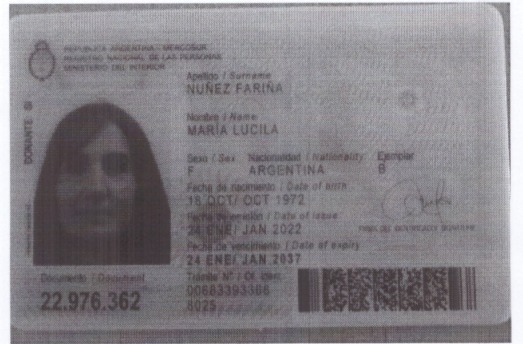 REPÚBLICA ARGENTINA - MERCOSUR
REGISTRO NACIONAL DE LAS PERSONAS
MINISTERIO DEL INTERIOR
Apellido / Surname
NUÑEZ FARIÑA
Nombre / Name
MARÍA LUCILA
Sexo / Sex Nacionalidad / Nationality Ejemplar
F ARGENTINA B
Fecha de nacimiento / Date of birth
18 OCT/ OCT 1972
Fecha de emisión / Date of issue
24 ENE/ JAN 2022
FIRMA DEL IDENTIFICADO / SIGNATURE
Fecha de vencimiento / Date of expiry
24 ENE/ JAN 2037
Documento / Document
22.976.362
Trámite Nº / Of. ident.
8025
DONANTE SI